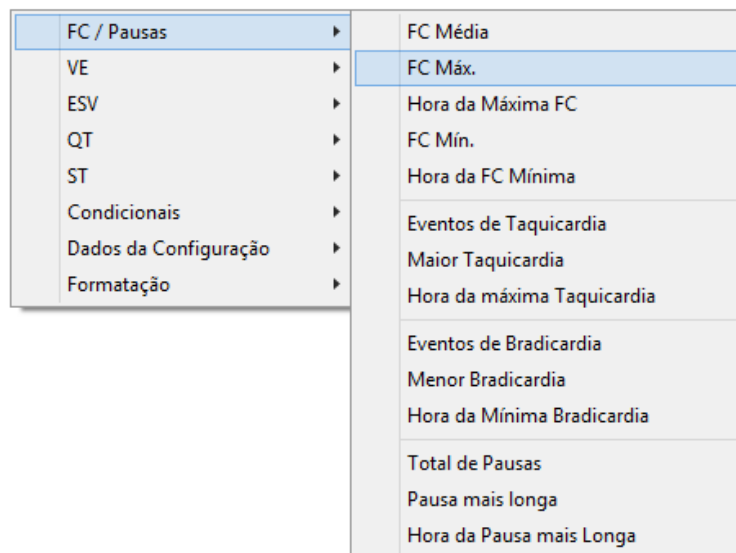 FC / Pausas
VE
ESV
QT
ST
Condicionais
Dados da Configuração
Formatação
FC Média
FC Máx.
Hora da Máxima FC
FC Mín.
Hora da FC Mínima
Eventos de Taquicardia
Maior Taquicardia
Hora da máxima Taquicardia
Eventos de Bradicardia
Menor Bradicardia
Hora da Mínima Bradicardia
Total de Pausas
Pausa mais longa
Hora da Pausa mais Longa